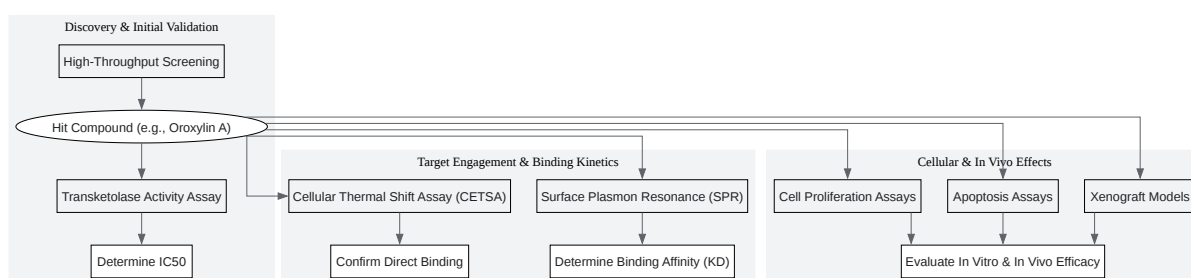 Discovery & Initial Validation
High-Throughput Screening
Hit Compound (e.g., Oroxylin A)
Transketolase Activity Assay
Determine IC50
Target Engagement & Binding Kinetics
Cellular Thermal Shift Assay (CETSA)
Surface Plasmon Resonance (SPR)
Confirm Direct Binding
Determine Binding Affinity (KD)
Cellular & In Vivo Effects
Cell Proliferation Assays
Apoptosis Assays
Xenograft Models
Evaluate In Vitro & In Vivo Efficacy